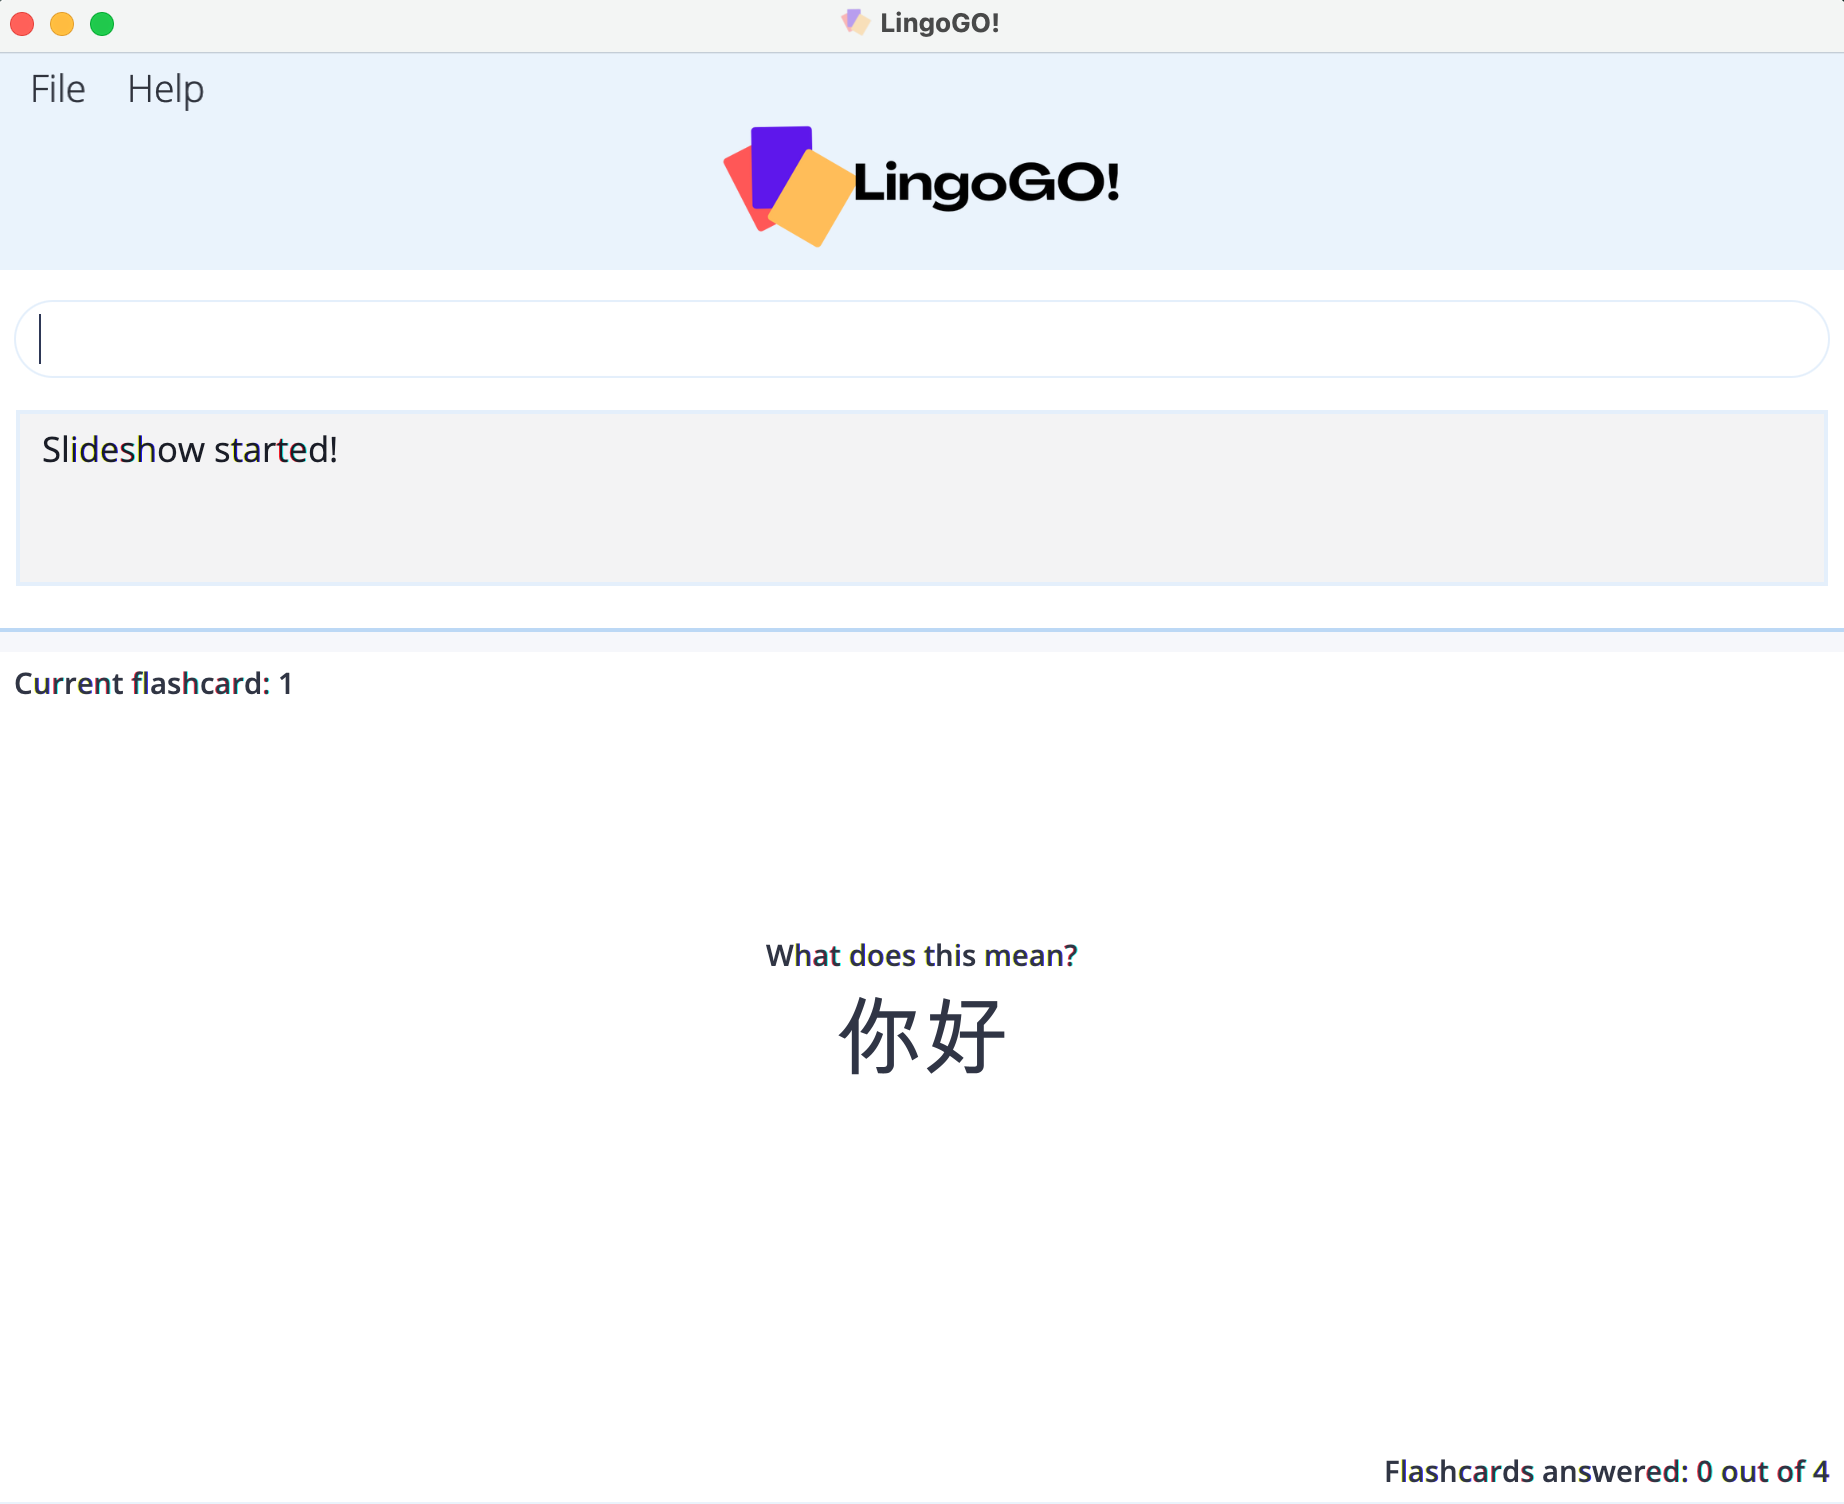 LingoGO!
File Help
LingoGO!
Slideshow started!
Current flashcard: 1
What does this mean?
你好
Flashcards answered: 0 out of 4